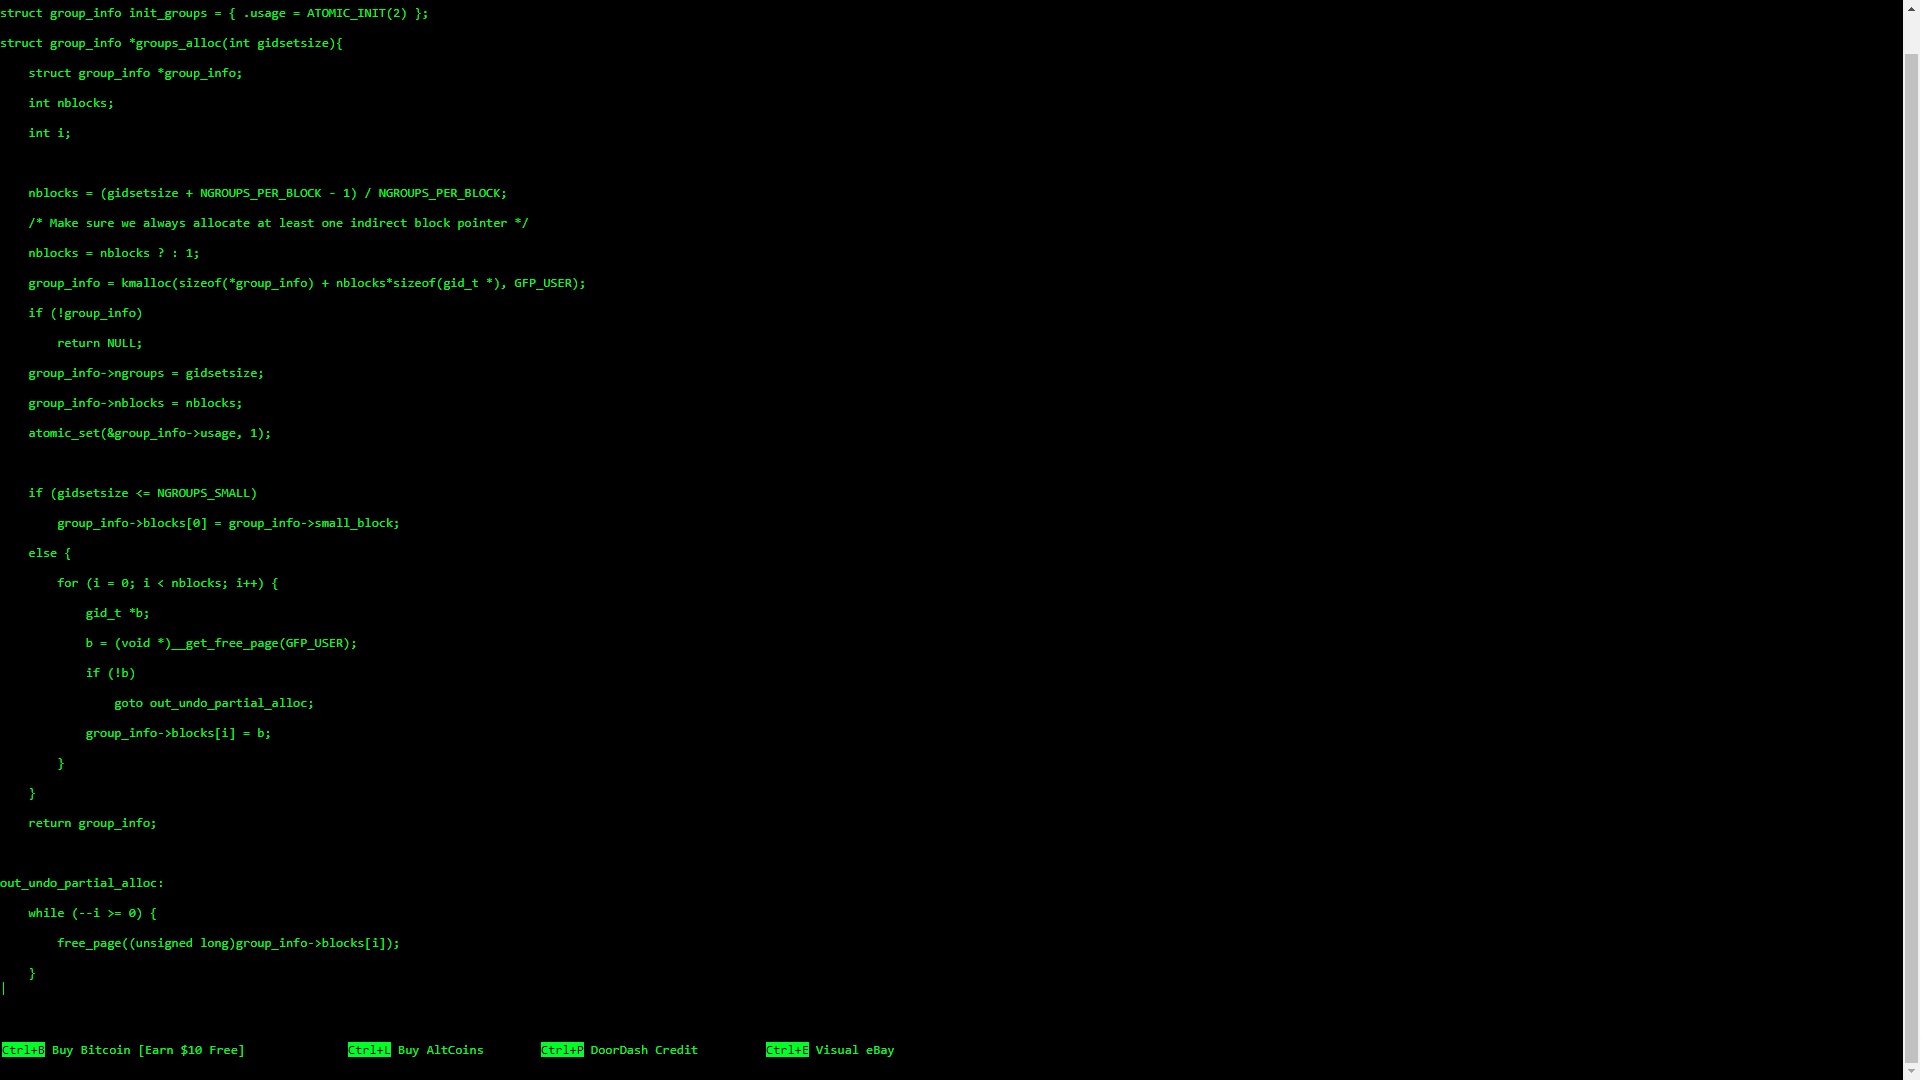 struct group_info init_groups = { .usage = ATOMIC_INIT(2) };
struct group_info *groups_alloc(int gidsetsize){
    struct group_info *group_info;
    int nblocks;
    int i;

    nblocks = (gidsetsize + NGROUPS_PER_BLOCK - 1) / NGROUPS_PER_BLOCK;
    /* Make sure we always allocate at least one indirect block pointer */
    nblocks = nblocks ? : 1;
    group_info = kmalloc(sizeof(*group_info) + nblocks*sizeof(gid_t *), GFP_USER);
    if (!group_info)
        return NULL;
    group_info->ngroups = gidsetsize;
    group_info->nblocks = nblocks;
    atomic_set(&group_info->usage, 1);

    if (gidsetsize <= NGROUPS_SMALL)
        group_info->blocks[0] = group_info->small_block;
    else {
        for (i = 0; i < nblocks; i++) {
            gid_t *b;
            b = (void *)__get_free_page(GFP_USER);
            if (!b)
                goto out_undo_partial_alloc;
            group_info->blocks[i] = b;
        }
    }
    return group_info;

out_undo_partial_alloc:
    while (--i >= 0) {
        free_page((unsigned long)group_info->blocks[i]);
    }
|
Ctrl+B Buy Bitcoin [Earn $10 Free] Ctrl+L Buy AltCoins Ctrl+P DoorDash Credit Ctrl+E Visual eBay